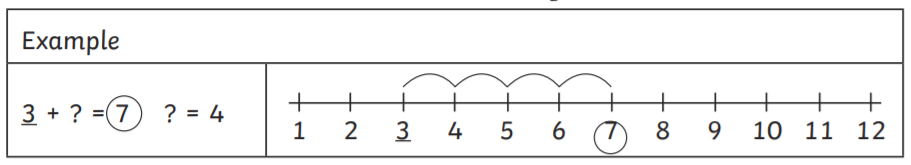 Example
3 + ? = 7 ? = 4
1 2 3 4 5 6 7 8 9 10 11 12